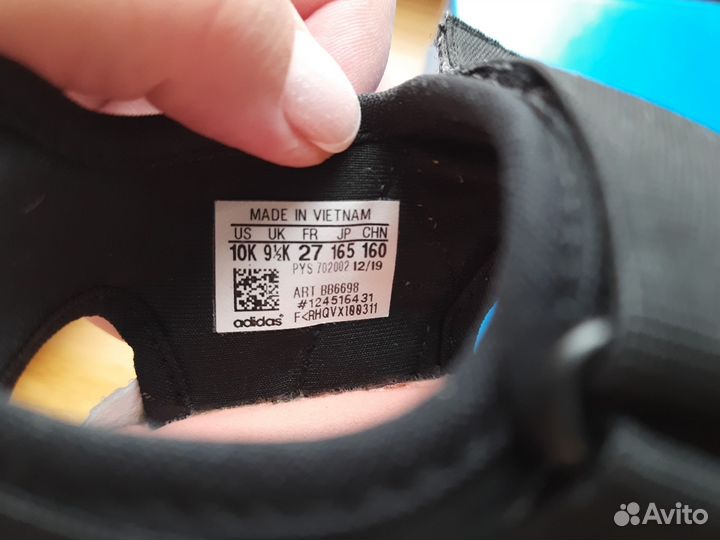 MADE IN VIETNAM
US UK FR JP CHN
10K 9½K 27 165 160
PYS 702002 12/19
ART BB6698
#124516431
adidas F<RHQVX100311
Avito